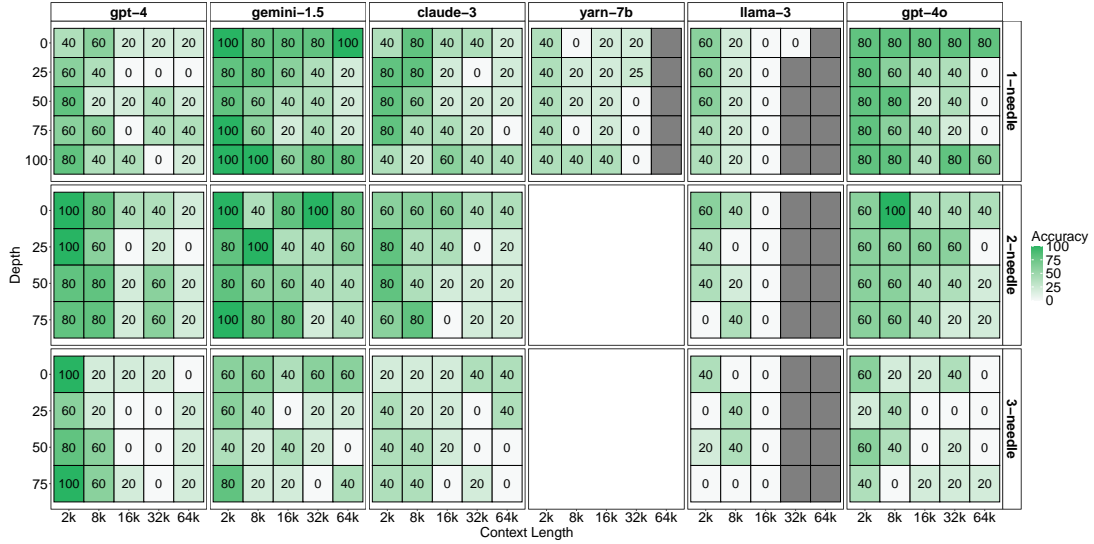 gpt-4 gemini-1.5 claude-3 yarn-7b llama-3 gpt-4o
0 40 60 20 20 20 100 80 80 80 100 40 80 40 40 20 40 0 20 20 60 20 0 0 80 80 80 80 80
25 60 40 0 0 0 80 80 60 40 20 80 80 20 0 20 40 20 20 25 60 20 0 80 60 40 40 0
50 80 20 20 40 20 80 60 40 40 20 80 60 40 20 20 40 20 20 0 60 20 0 80 80 20 40 0
75 60 60 0 40 40 100 60 20 40 20 80 40 40 20 0 40 0 20 0 40 20 0 80 60 40 20 0
100 80 40 40 0 20 100 100 60 80 80 40 20 60 40 40 40 40 40 0 40 20 0 80 80 40 80 60
1-needle
0 100 80 40 40 20 100 40 80 100 80 60 60 60 40 40 60 40 0 60 100 40 40 40
25 100 60 0 20 0 80 100 40 40 60 80 40 40 0 20 40 0 0 60 60 60 60 0
50 80 80 20 60 20 80 60 60 40 40 80 40 20 20 20 40 20 0 60 60 40 40 20
75 80 80 20 60 20 100 80 80 20 40 60 80 0 20 20 0 40 0 60 60 40 40 20
2-needle
0 100 20 20 20 0 60 60 40 60 60 20 20 20 40 40 40 0 0 60 20 20 40 0
25 60 20 0 0 20 60 40 0 20 20 40 20 20 0 40 0 40 0 20 40 0 0 0
50 80 60 0 0 20 40 20 40 20 0 40 40 0 0 0 20 40 0 60 40 20 20 0
75 100 60 20 20 0 80 20 20 0 40 40 40 0 20 0 0 0 0 40 0 20 20 20
3-needle
2k 8k 16k 32k 64k 2k 8k 16k 32k 64k 2k 8k 16k 32k 64k 2k 8k 16k 32k 64k 2k 8k 16k 32k 64k 2k 8k 16k 32k 64k
Context Length
Depth
Accuracy
100
75
50
25
0